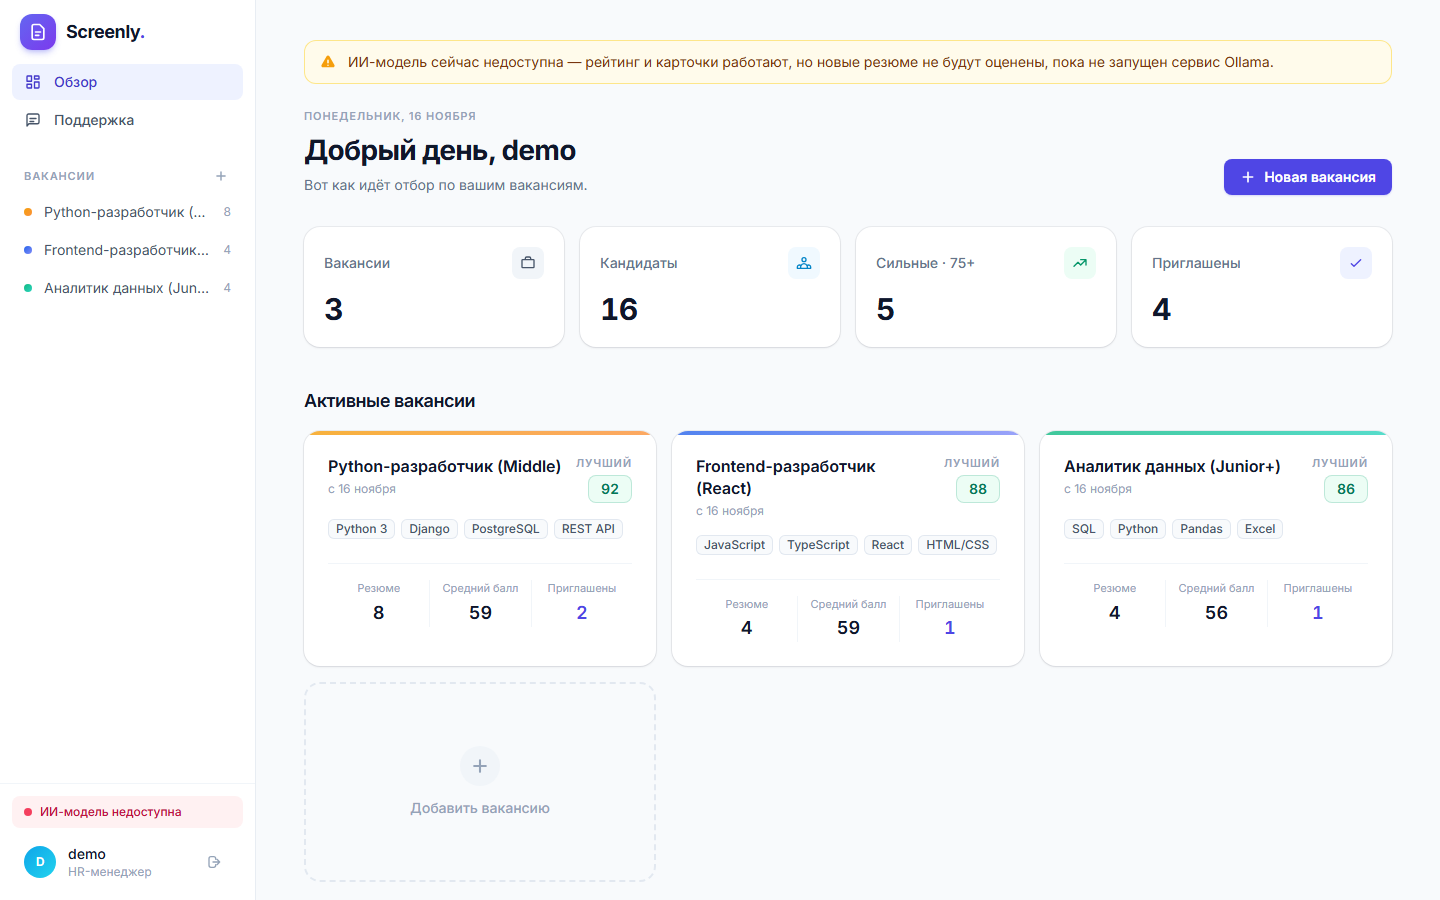 Screenly.
Обзор
Поддержка
ВАКАНСИИ
Python-разработчик (... 8
Frontend-разработчик... 4
Аналитик данных (Jun... 4
ИИ-модель недоступна
D
demo
HR-менеджер
ИИ-модель сейчас недоступна — рейтинг и карточки работают, но новые резюме не будут оценены, пока не запущен сервис Ollama.
ПОНЕДЕЛЬНИК, 16 НОЯБРЯ
Добрый день, demo
Вот как идёт отбор по вашим вакансиям.
Новая вакансия
Вакансии
3
Кандидаты
16
Сильные · 75+
5
Приглашены
4
Активные вакансии
Python-разработчик (Middle)
с 16 ноября
ЛУЧШИЙ
92
Python 3 Django PostgreSQL REST API
Резюме Средний балл Приглашены
8 59 2
Frontend-разработчик
(React)
с 16 ноября
ЛУЧШИЙ
88
JavaScript TypeScript React HTML/CSS
Резюме Средний балл Приглашены
4 59 1
Аналитик данных (Junior+)
с 16 ноября
ЛУЧШИЙ
86
SQL Python Pandas Excel
Резюме Средний балл Приглашены
4 56 1
Добавить вакансию